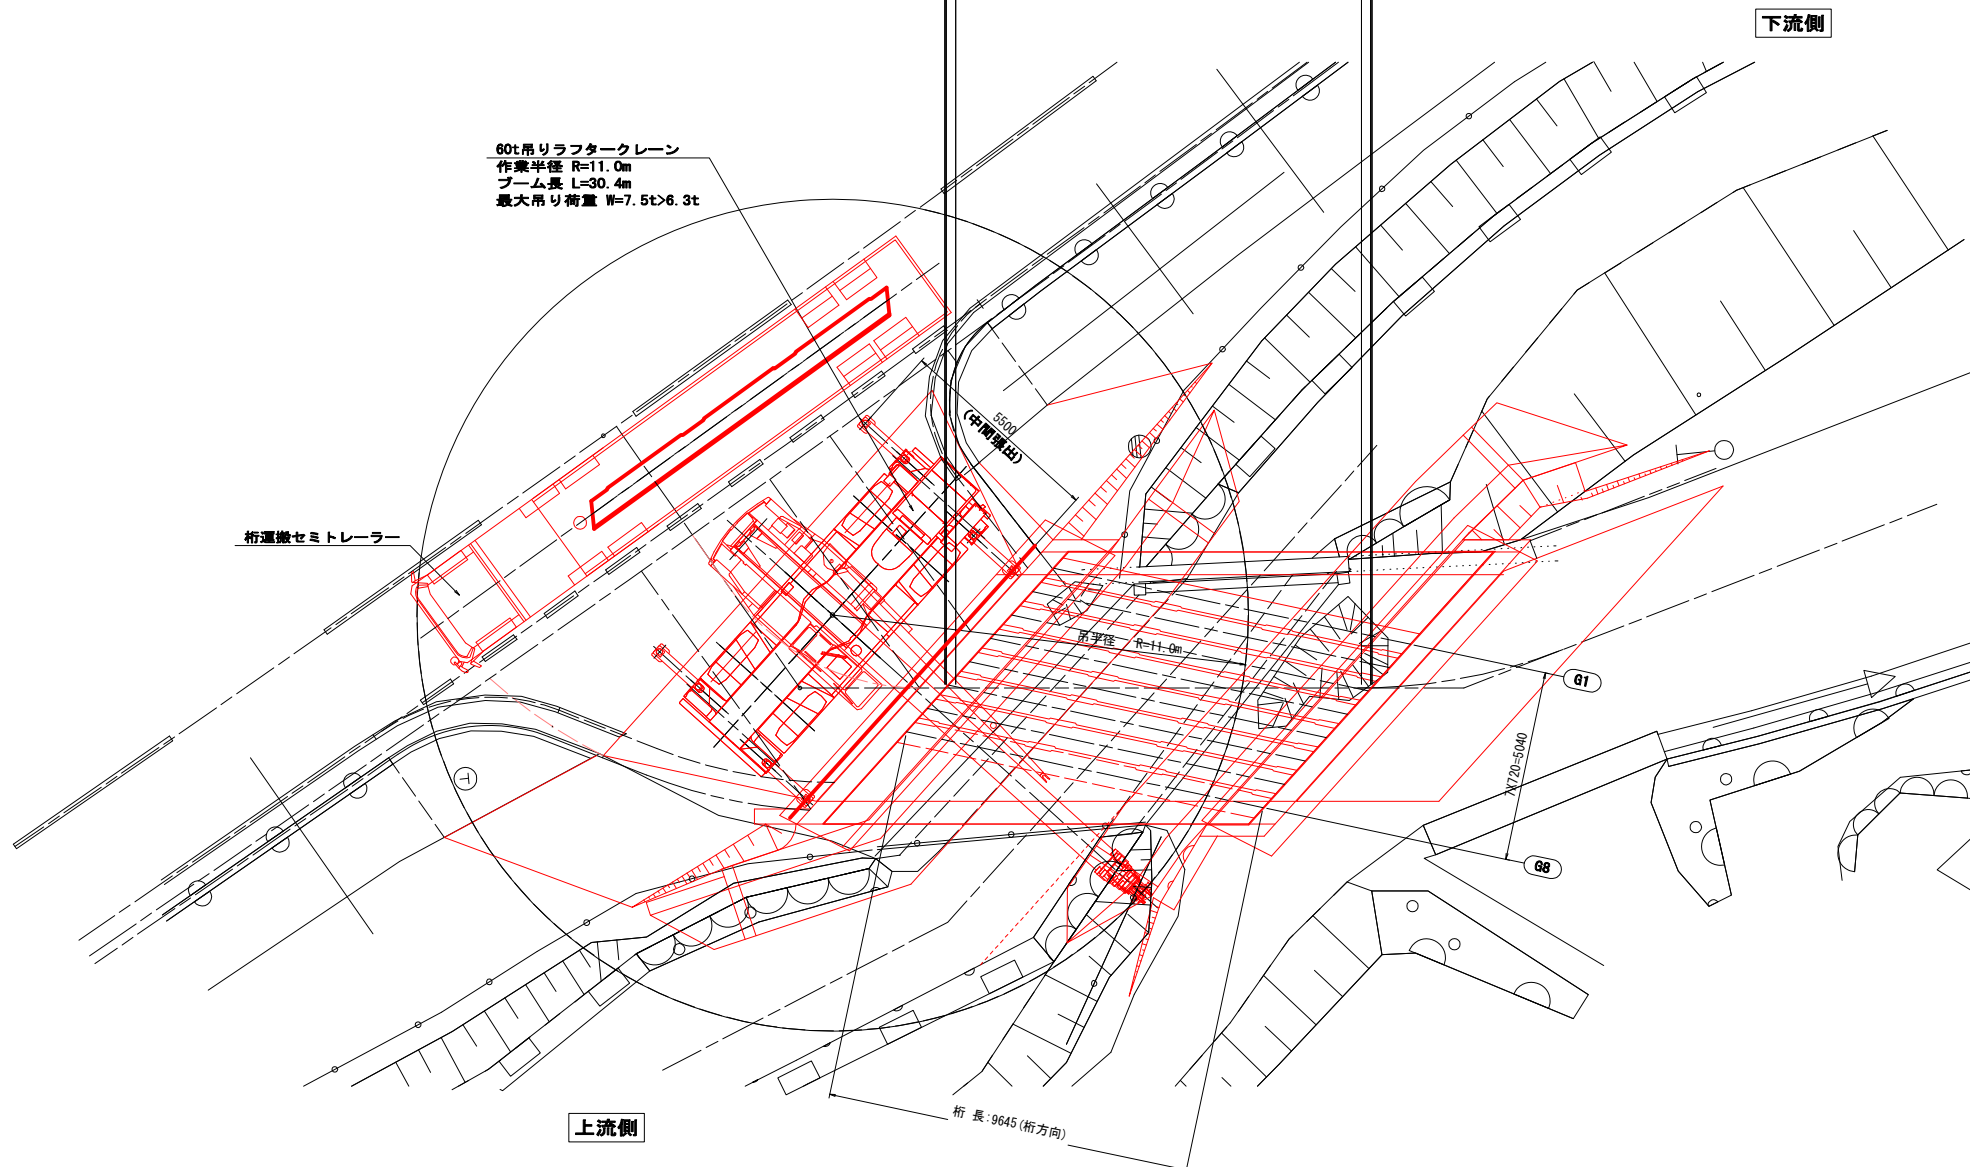 下流側
60t吊りラフタークレーン
作業半径 R=11.0m
ブーム長 L=30.4m
最大吊り荷重 W=7.5t>6.3t
5500
(中間張出)
桁運搬セミトレーラー
吊半径 R=11.0m
G1
7X720=5040
G8
T
桁 長:9645(桁方向)
上流側